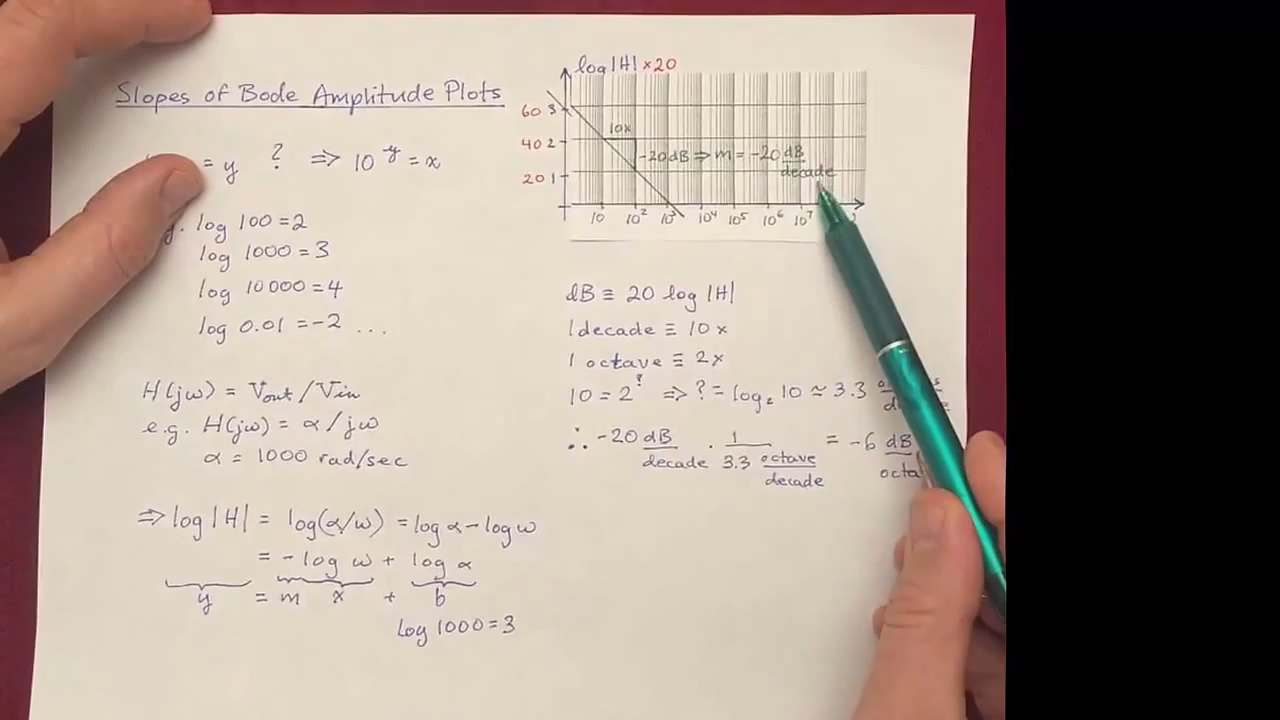 Slopes of Bode Amplitude Plots
= y ? => 10^y = x
log 100 = 2
log 1000 = 3
log 10000 = 4
log 0.01 = -2 ...
H(jω) = Vout / Vin
e.g. H(jω) = α / jω
α = 1000 rad/sec
=> log |H| = log(α/ω) = log α - log ω
= - log ω + log α
y = m x + b
log 1000 = 3
log |H| × 20
60 3
10x
40 2
-20 dB => m = -20 dB/decade
20 1
10 10² 10³ 10⁴ 10⁵ 10⁶ 10⁷
dB ≡ 20 log |H|
1 decade ≡ 10 x
1 octave ≡ 2x
10 = 2^? => ? = log₂ 10 ≈ 3.3
∴ -20 dB/decade · 1/(3.3 octave/decade) = -6 dB